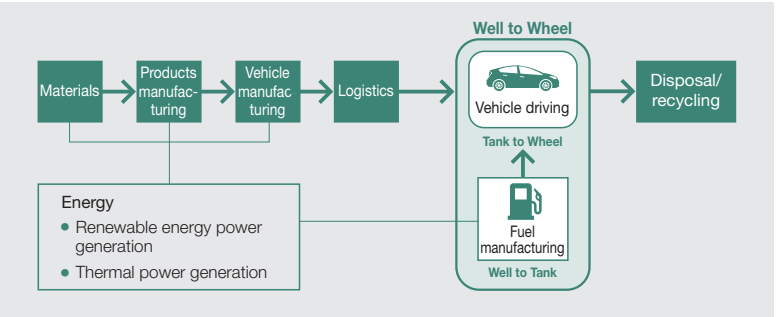 Well to Wheel
Materials
Products
manufac-
turing
Vehicle
manufac
turing
Logistics
Vehicle driving
Tank to Wheel
Disposal/
recycling
Energy
● Renewable energy power
generation
● Thermal power generation
Fuel
manufacturing
Well to Tank